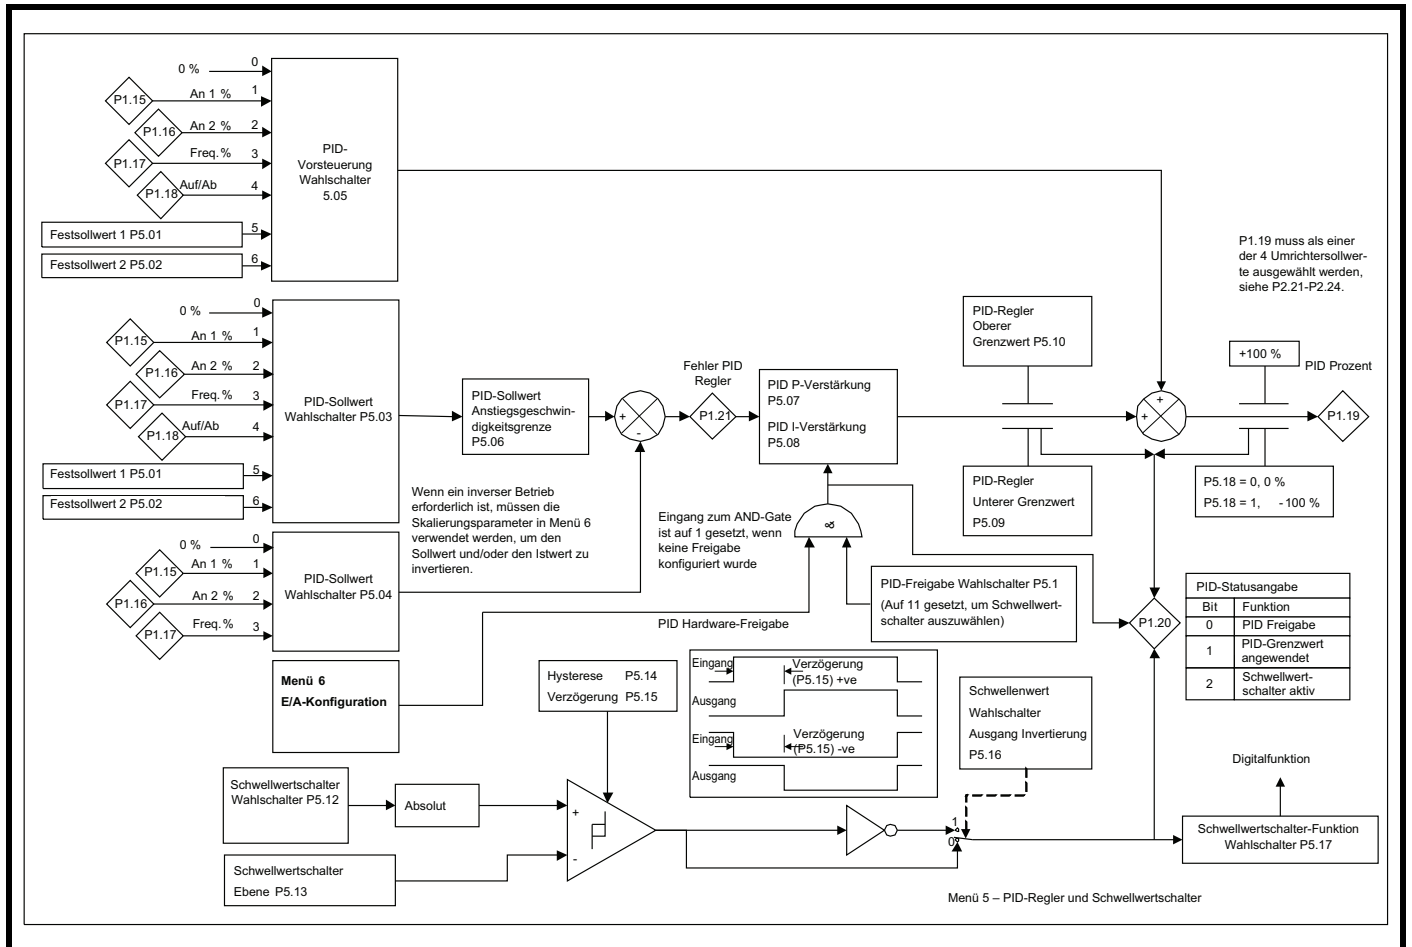 0 %
0
P1.15
An 1 %
1
P1.16
An 2 %
2
P1.17
Freq.%
3
P1.18
Auf/Ab
4
Festsollwert 1 P5.01
5
Festsollwert 2 P5.02
6
PID-
Vorsteuerung
Wahlschalter
5.05
0 %
0
P1.15
An 1 %
1
P1.16
An 2 %
2
P1.17
Freq.%
3
P1.18
Auf/Ab
4
Festsollwert 1 P5.01
5
Festsollwert 2 P5.02
6
PID-Sollwert
Wahlschalter P5.03
PID-Sollwert
Anstiegsgeschwin-
digkeitsgrenze
P5.06
+
-
Fehler PID
Regler
P1.21
PID P-Verstärkung
P5.07
PID I-Verstärkung
P5.08
PID-Regler
Oberer
Grenzwert P5.10
PID-Regler
Unterer Grenzwert
P5.09
+
+
P1.19 muss als einer
der 4 Umrichtersollwer-
te ausgewählt werden,
siehe P2.21-P2.24.
+100 %
PID Prozent
P1.19
P5.18 = 0, 0 %
P5.18 = 1, - 100 %
0 %
0
P1.15
An 1 %
1
P1.16
An 2 %
2
P1.17
Freq.%
3
PID-Sollwert
Wahlschalter P5.04
Wenn ein inverser Betrieb
erforderlich ist, müssen die
Skalierungsparameter in Menü 6
verwendet werden, um den
Sollwert und/oder den Istwert zu
invertieren.
Eingang zum AND-Gate
ist auf 1 gesetzt, wenn
keine Freigabe
konfiguriert wurde
&
PID Hardware-Freigabe
PID-Freigabe Wahlschalter P5.1
(Auf 11 gesetzt, um Schwellwert-
schalter auszuwählen)
P1.20
PID-Statusangabe
Bit Funktion
0 PID Freigabe
1 PID-Grenzwert
angewendet
2 Schwellwert-
schalter aktiv
Menü 6
E/A-Konfiguration
Hysterese P5.14
Verzögerung P5.15
Eingang
Verzögerung
(P5.15) +ve
Ausgang
Eingang
Verzögerung
(P5.15) -ve
Ausgang
Schwellenwert
Wahlschalter
Ausgang Invertierung
P5.16
Schwellwertschalter
Wahlschalter P5.12
Absolut
+
-
Schwellwertschalter
Ebene P5.13
1
0
Digitalfunktion
Schwellwertschalter-Funktion
Wahlschalter P5.17
Menü 5 – PID-Regler und Schwellwertschalter